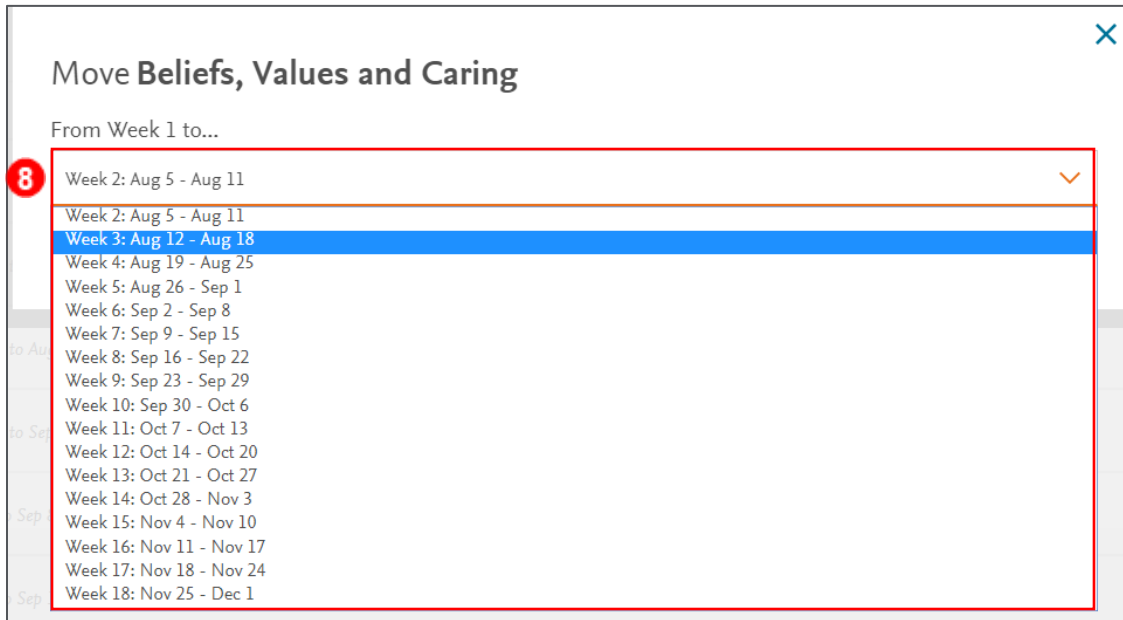 Move Beliefs, Values and Caring
From Week 1 to...
8
Week 2: Aug 5 - Aug 11
Week 2: Aug 5 - Aug 11
Week 3: Aug 12 - Aug 18
Week 4: Aug 19 - Aug 25
Week 5: Aug 26 - Sep 1
Week 6: Sep 2 - Sep 8
Week 7: Sep 9 - Sep 15
to Au
Week 8: Sep 16 - Sep 22
Week 9: Sep 23 - Sep 29
Week 10: Sep 30 - Oct 6
Week 11: Oct 7 - Oct 13
to Sep
Week 12: Oct 14 - Oct 20
Week 13: Oct 21 - Oct 27
Week 14: Oct 28 - Nov 3
Sep
Week 15: Nov 4 - Nov 10
Week 16: Nov 11 - Nov 17
Week 17: Nov 18 - Nov 24
Week 18: Nov 25 - Dec 1
Sep